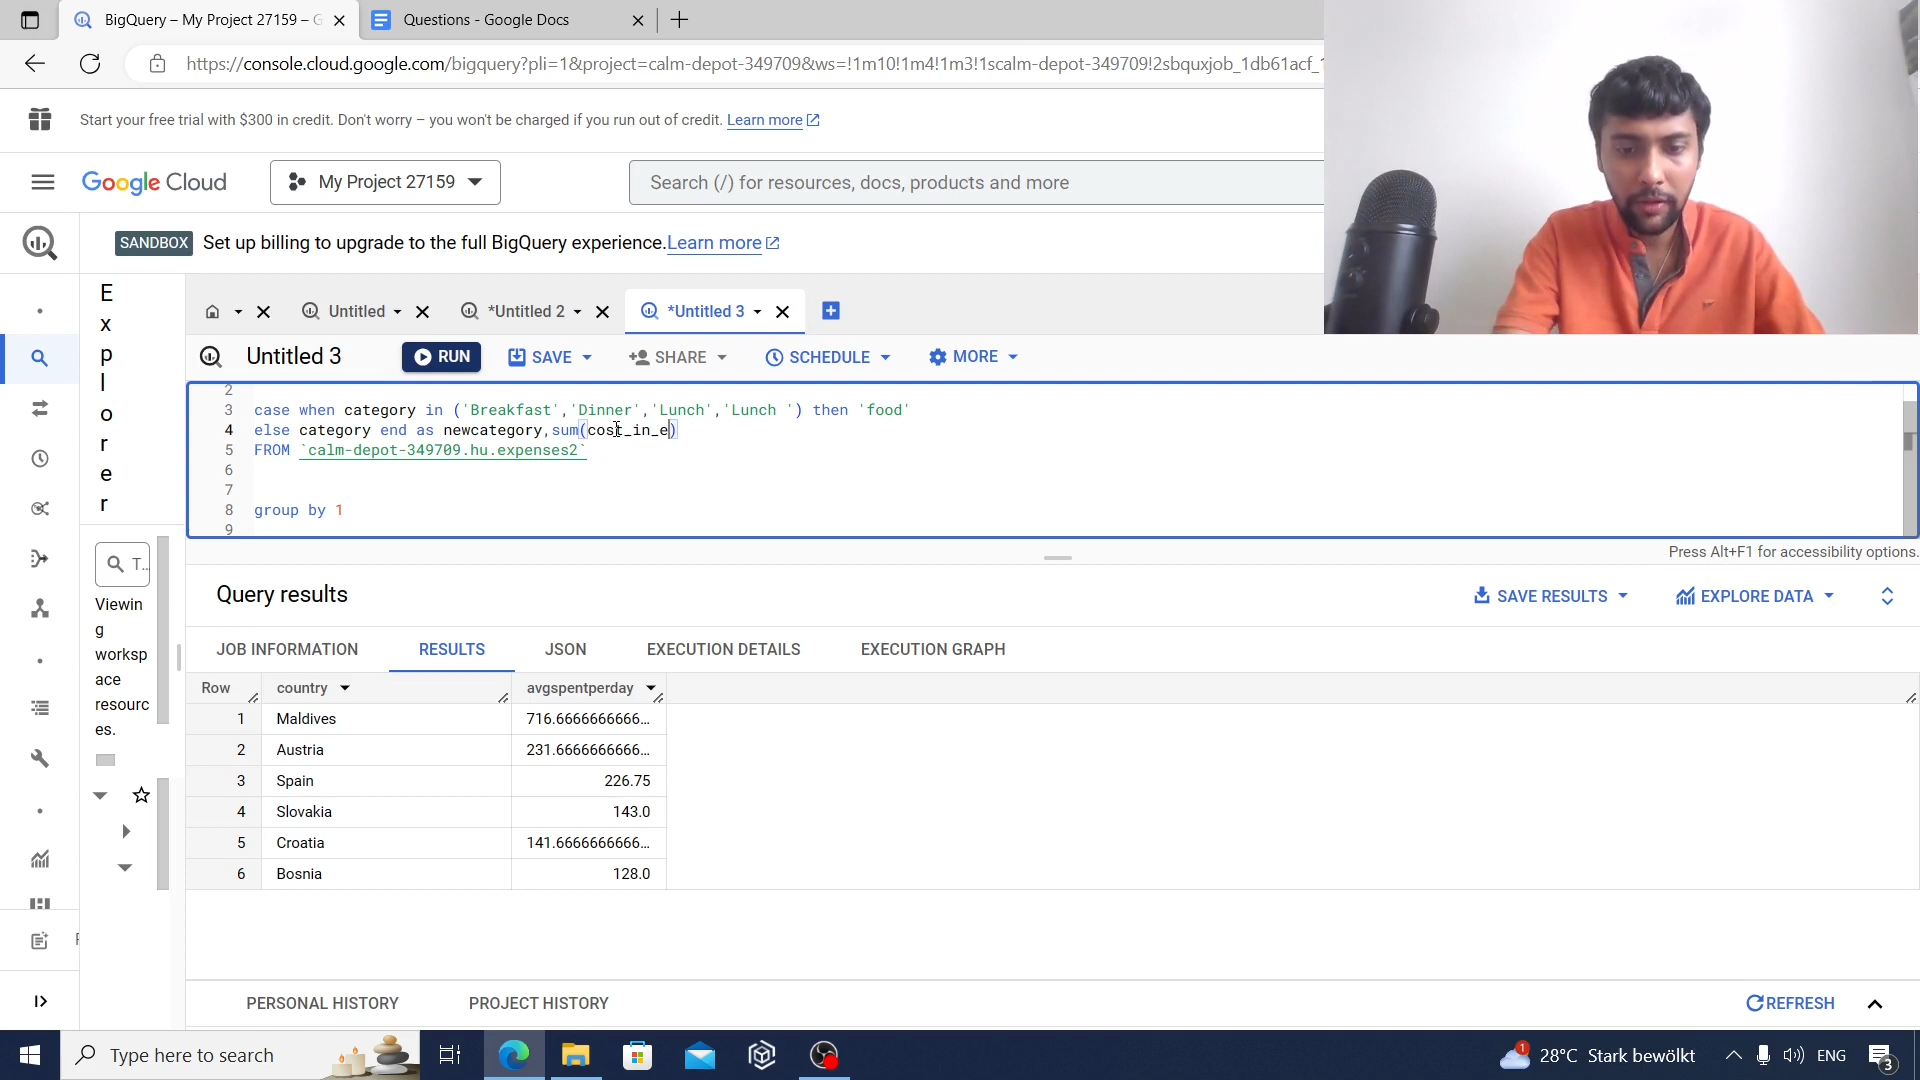 BigQuery – My Project 27159 – G
Questions - Google Docs
https://console.cloud.google.com/bigquery?pli=1&project=calm-depot-349709&ws=!1m10!1m4!1m3!1scalm-depot-349709!2sbquxjob_1db61acf_1
Start your free trial with $300 in credit. Don't worry – you won't be charged if you run out of credit. Learn more
Google Cloud
My Project 27159
Search (/) for resources, docs, products and more
SANDBOX Set up billing to upgrade to the full BigQuery experience. Learn more
E
x
p
l
o
r
e
r
Untitled
*Untitled 2
*Untitled 3
Untitled 3
RUN
SAVE
SHARE
SCHEDULE
MORE
2
3 case when category in ('Breakfast','Dinner','Lunch','Lunch ') then 'food'
4 else category end as newcategory,sum(cost_in_e)
5 FROM `calm-depot-349709.hu.expenses2`
6
7
8 group by 1
9
Press Alt+F1 for accessibility options.
T...
Viewin
g
worksp
ace
resourc
es.
Query results
SAVE RESULTS
EXPLORE DATA
JOB INFORMATION
RESULTS
JSON
EXECUTION DETAILS
EXECUTION GRAPH
Row country avgspentperday
1 Maldives 716.6666666666...
2 Austria 231.6666666666...
3 Spain 226.75
4 Slovakia 143.0
5 Croatia 141.6666666666...
6 Bosnia 128.0
PERSONAL HISTORY
PROJECT HISTORY
REFRESH
Type here to search
1
28°C Stark bewölkt
ENG
3